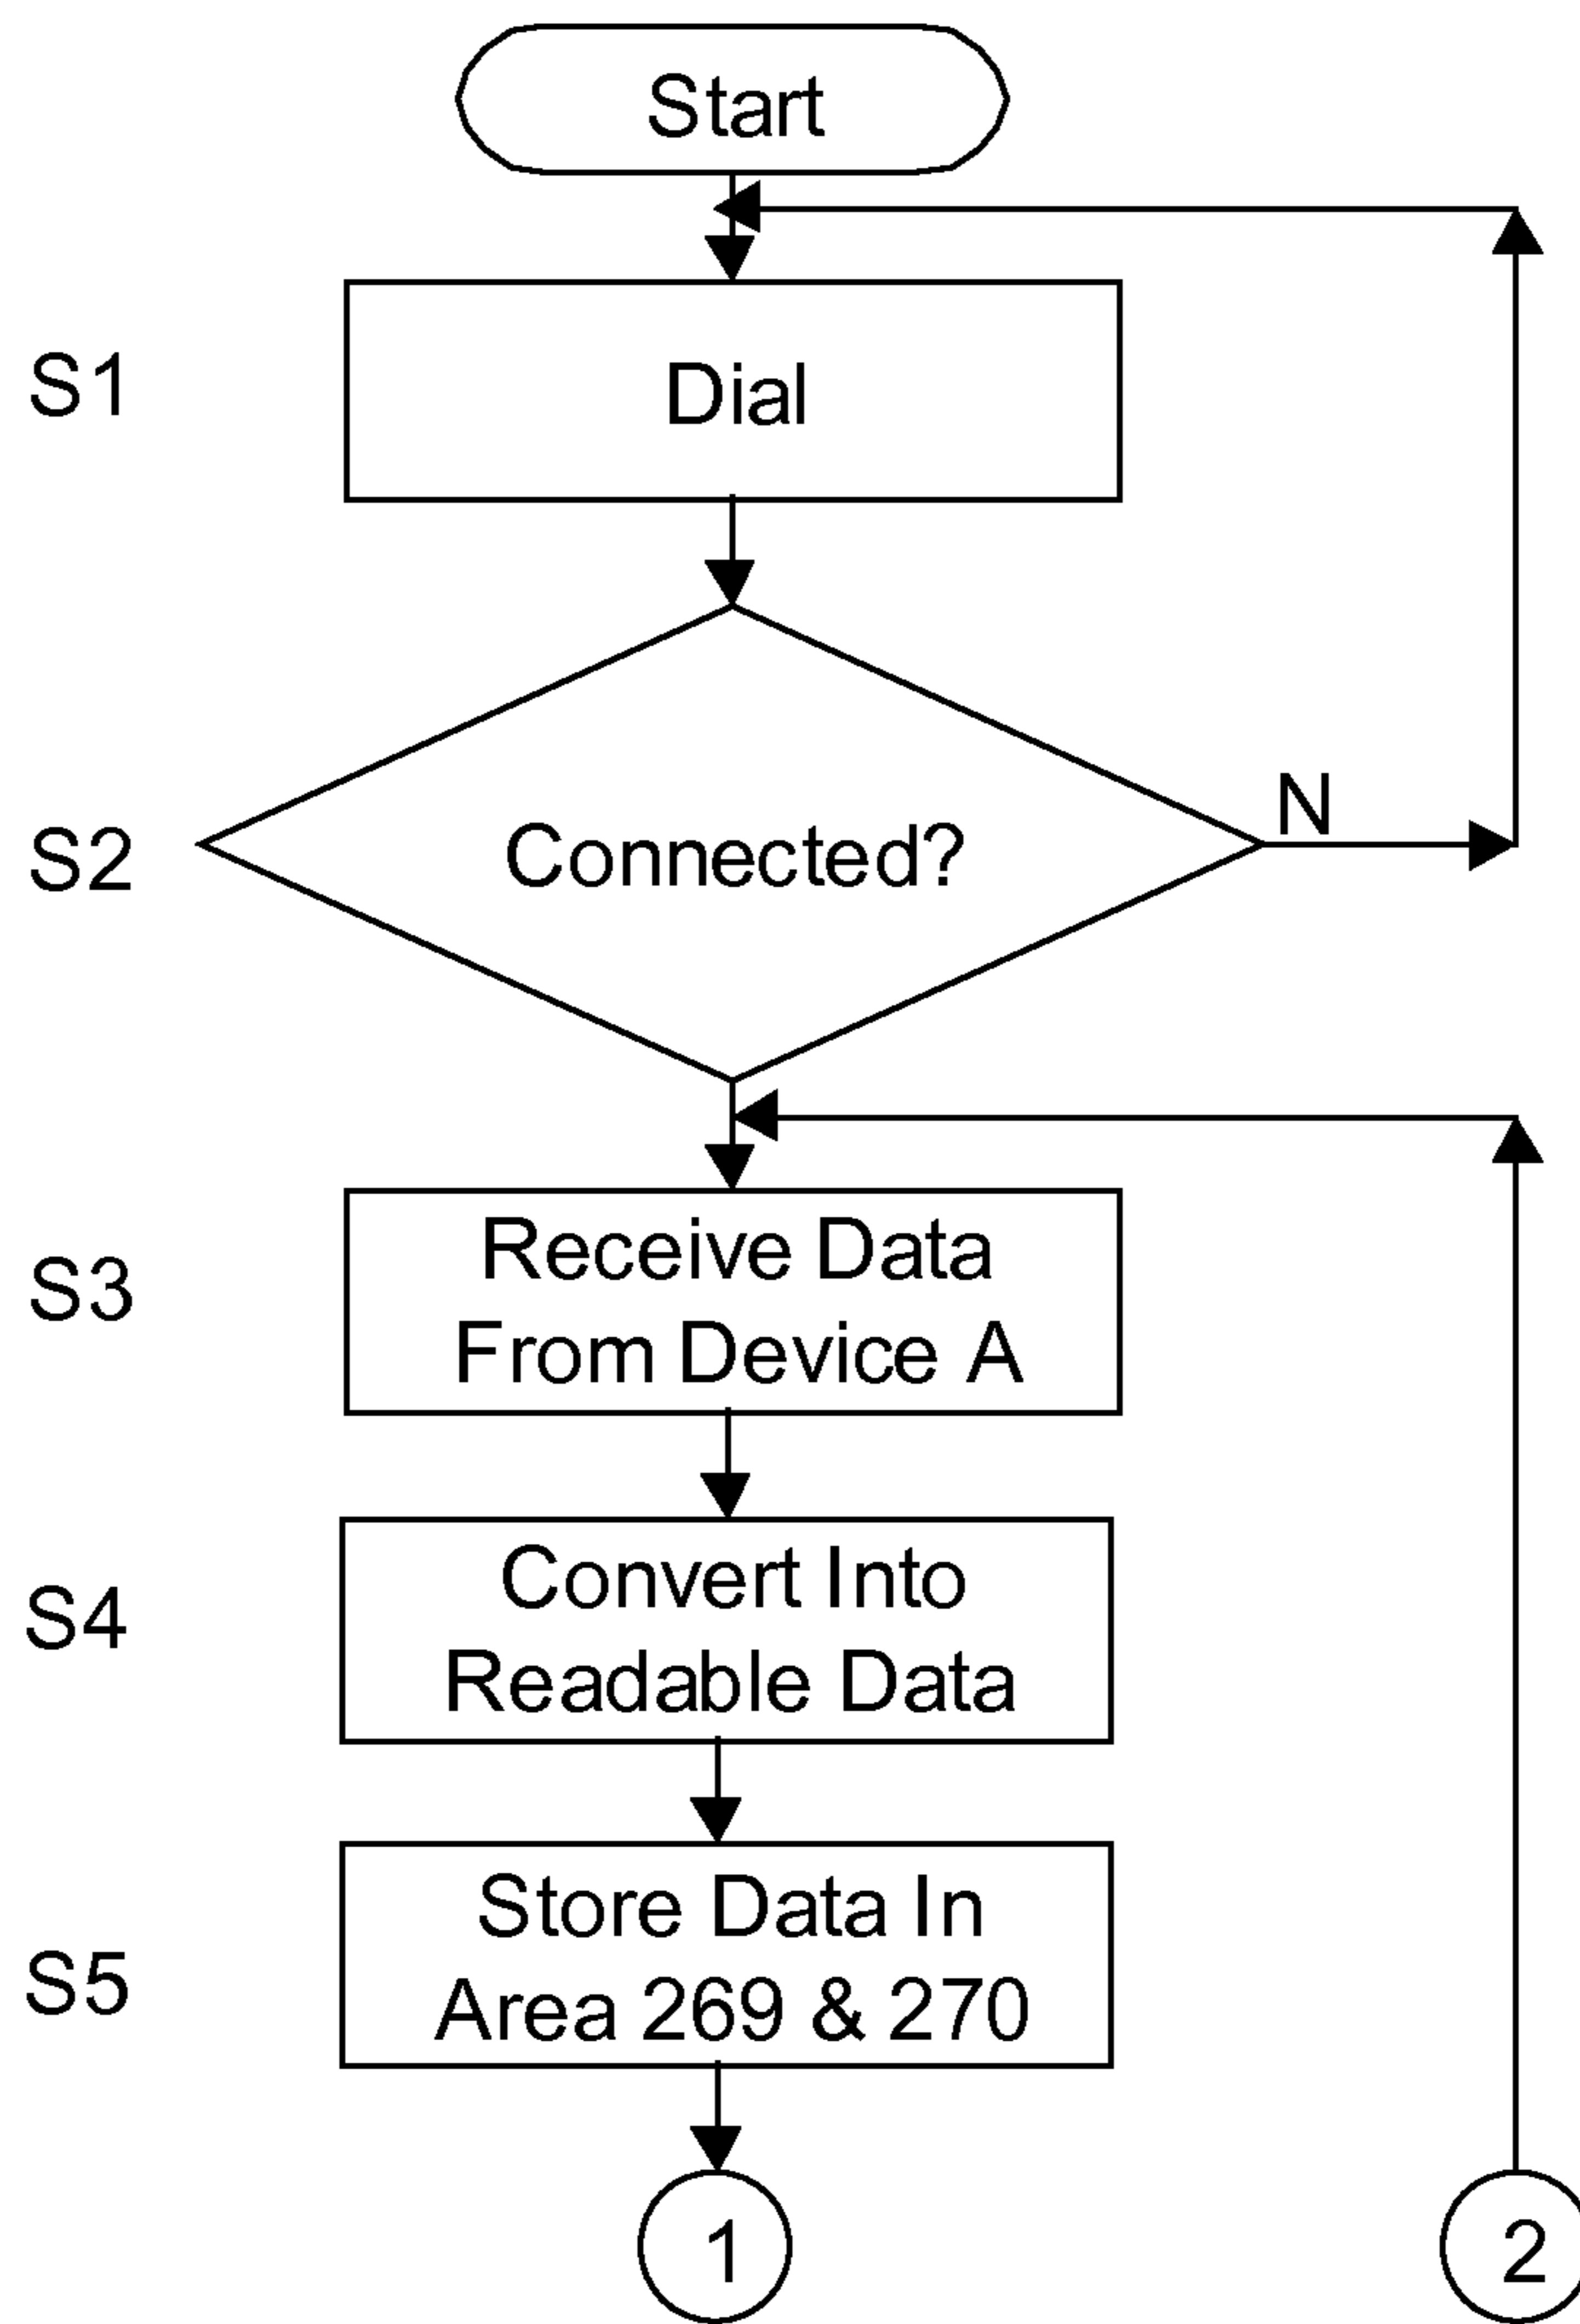 Start
S1
Dial
S2
Connected?
N
S3
Receive Data
From Device A
S4
Convert Into
Readable Data
S5
Store Data In
Area 269 & 270
1
2